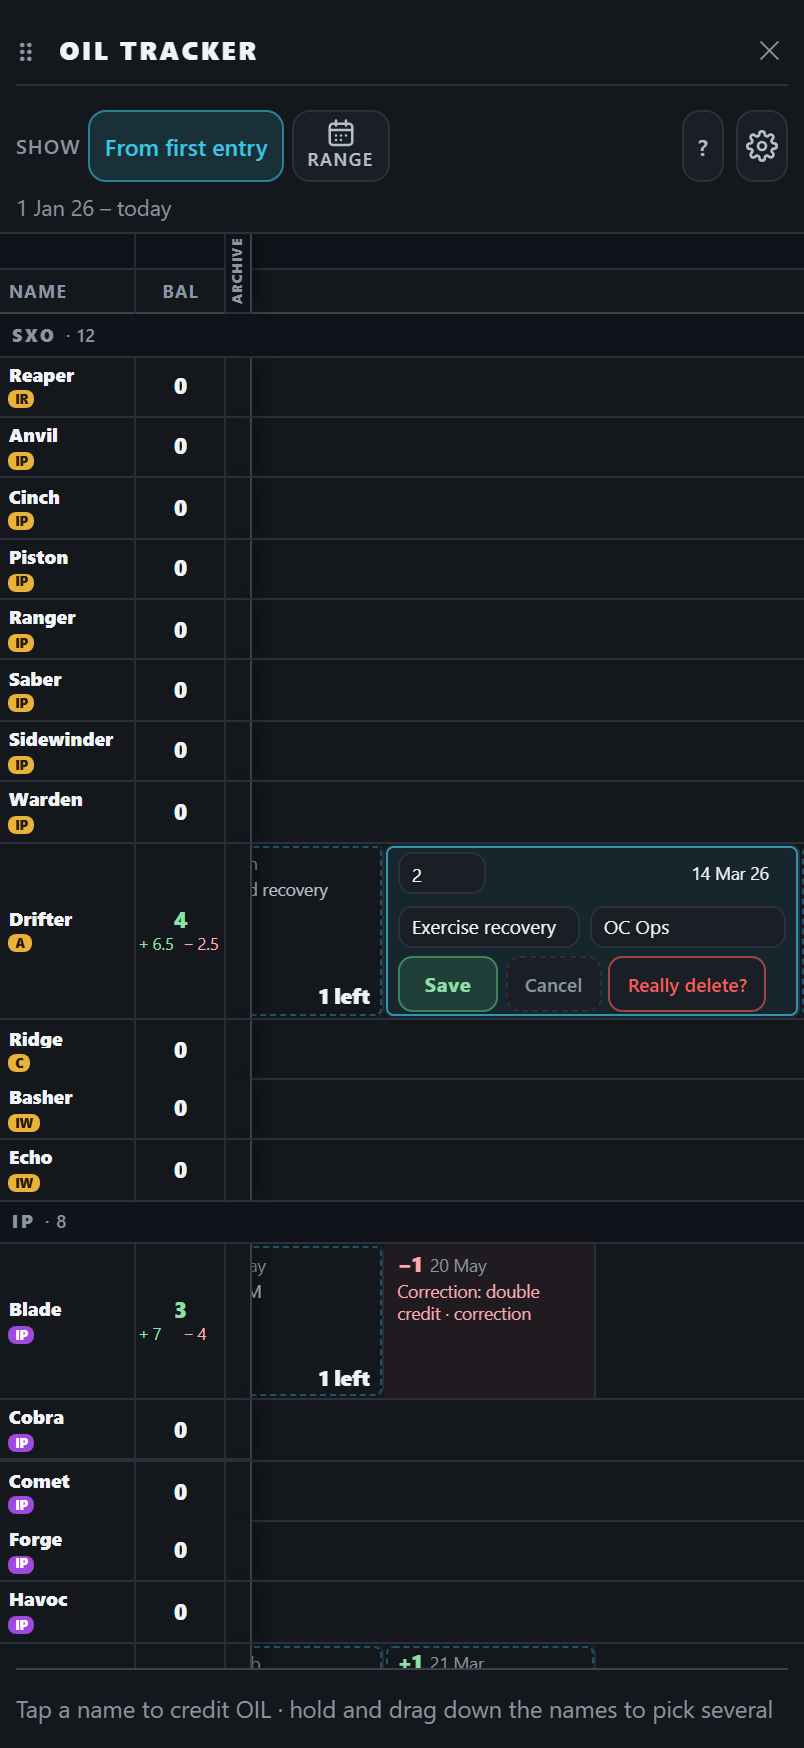 OIL TRACKER
SHOW
From first entry
RANGE
?
1 Jan 26 – today
ARCHIVE
NAME
BAL
SXO · 12
Reaper
IR
0
Anvil
IP
0
Cinch
IP
0
Piston
IP
0
Ranger
IP
0
Saber
IP
0
Sidewinder
IP
0
Warden
IP
0
Drifter
A
4
+ 6.5 − 2.5
recovery
1 left
2
14 Mar 26
Exercise recovery
OC Ops
Save
Cancel
Really delete?
Ridge
C
0
Basher
IW
0
Echo
IW
0
IP · 8
Blade
IP
3
+ 7 − 4
1 left
−1 20 May
Correction: double
credit · correction
Cobra
IP
0
Comet
IP
0
Forge
IP
0
Havoc
IP
0
+1 21 Mar
Tap a name to credit OIL · hold and drag down the names to pick several